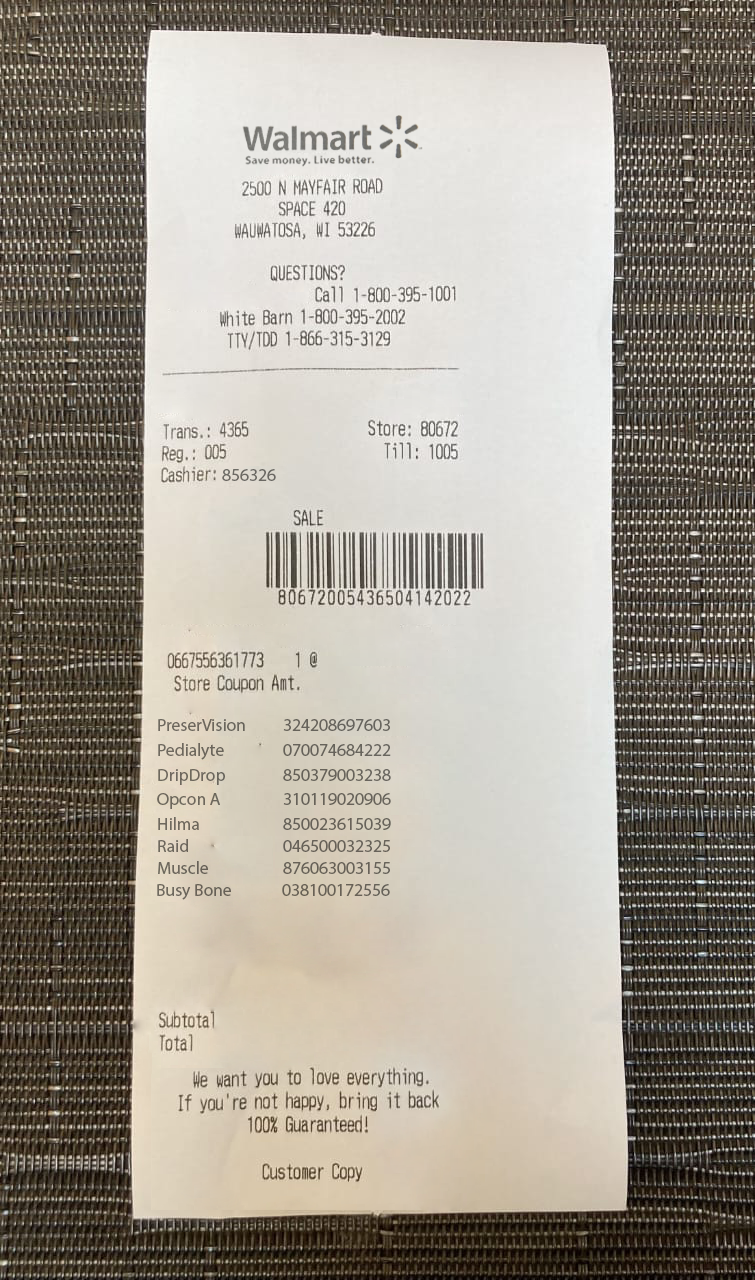 Walmart
Save money. Live better.
2500 N MAYFAIR ROAD
SPACE 420
WAUWATOSA, WI 53226
QUESTIONS?
Call 1-800-395-1001
White Barn 1-800-395-2002
TTY/TDD 1-866-315-3129
Trans.: 4365 Store: 80672
Reg.: 005 Till: 1005
Cashier: 856326
SALE
80672005436504142022
0667556361773 1 @
Store Coupon Amt.
PreserVision 324208697603
Pedialyte 070074684222
DripDrop 850379003238
Opcon A 310119020906
Hilma 850023615039
Raid 046500032325
Muscle 876063003155
Busy Bone 038100172556
Subtotal
Total
We want you to love everything.
If you're not happy, bring it back
100% Guaranteed!
Customer Copy